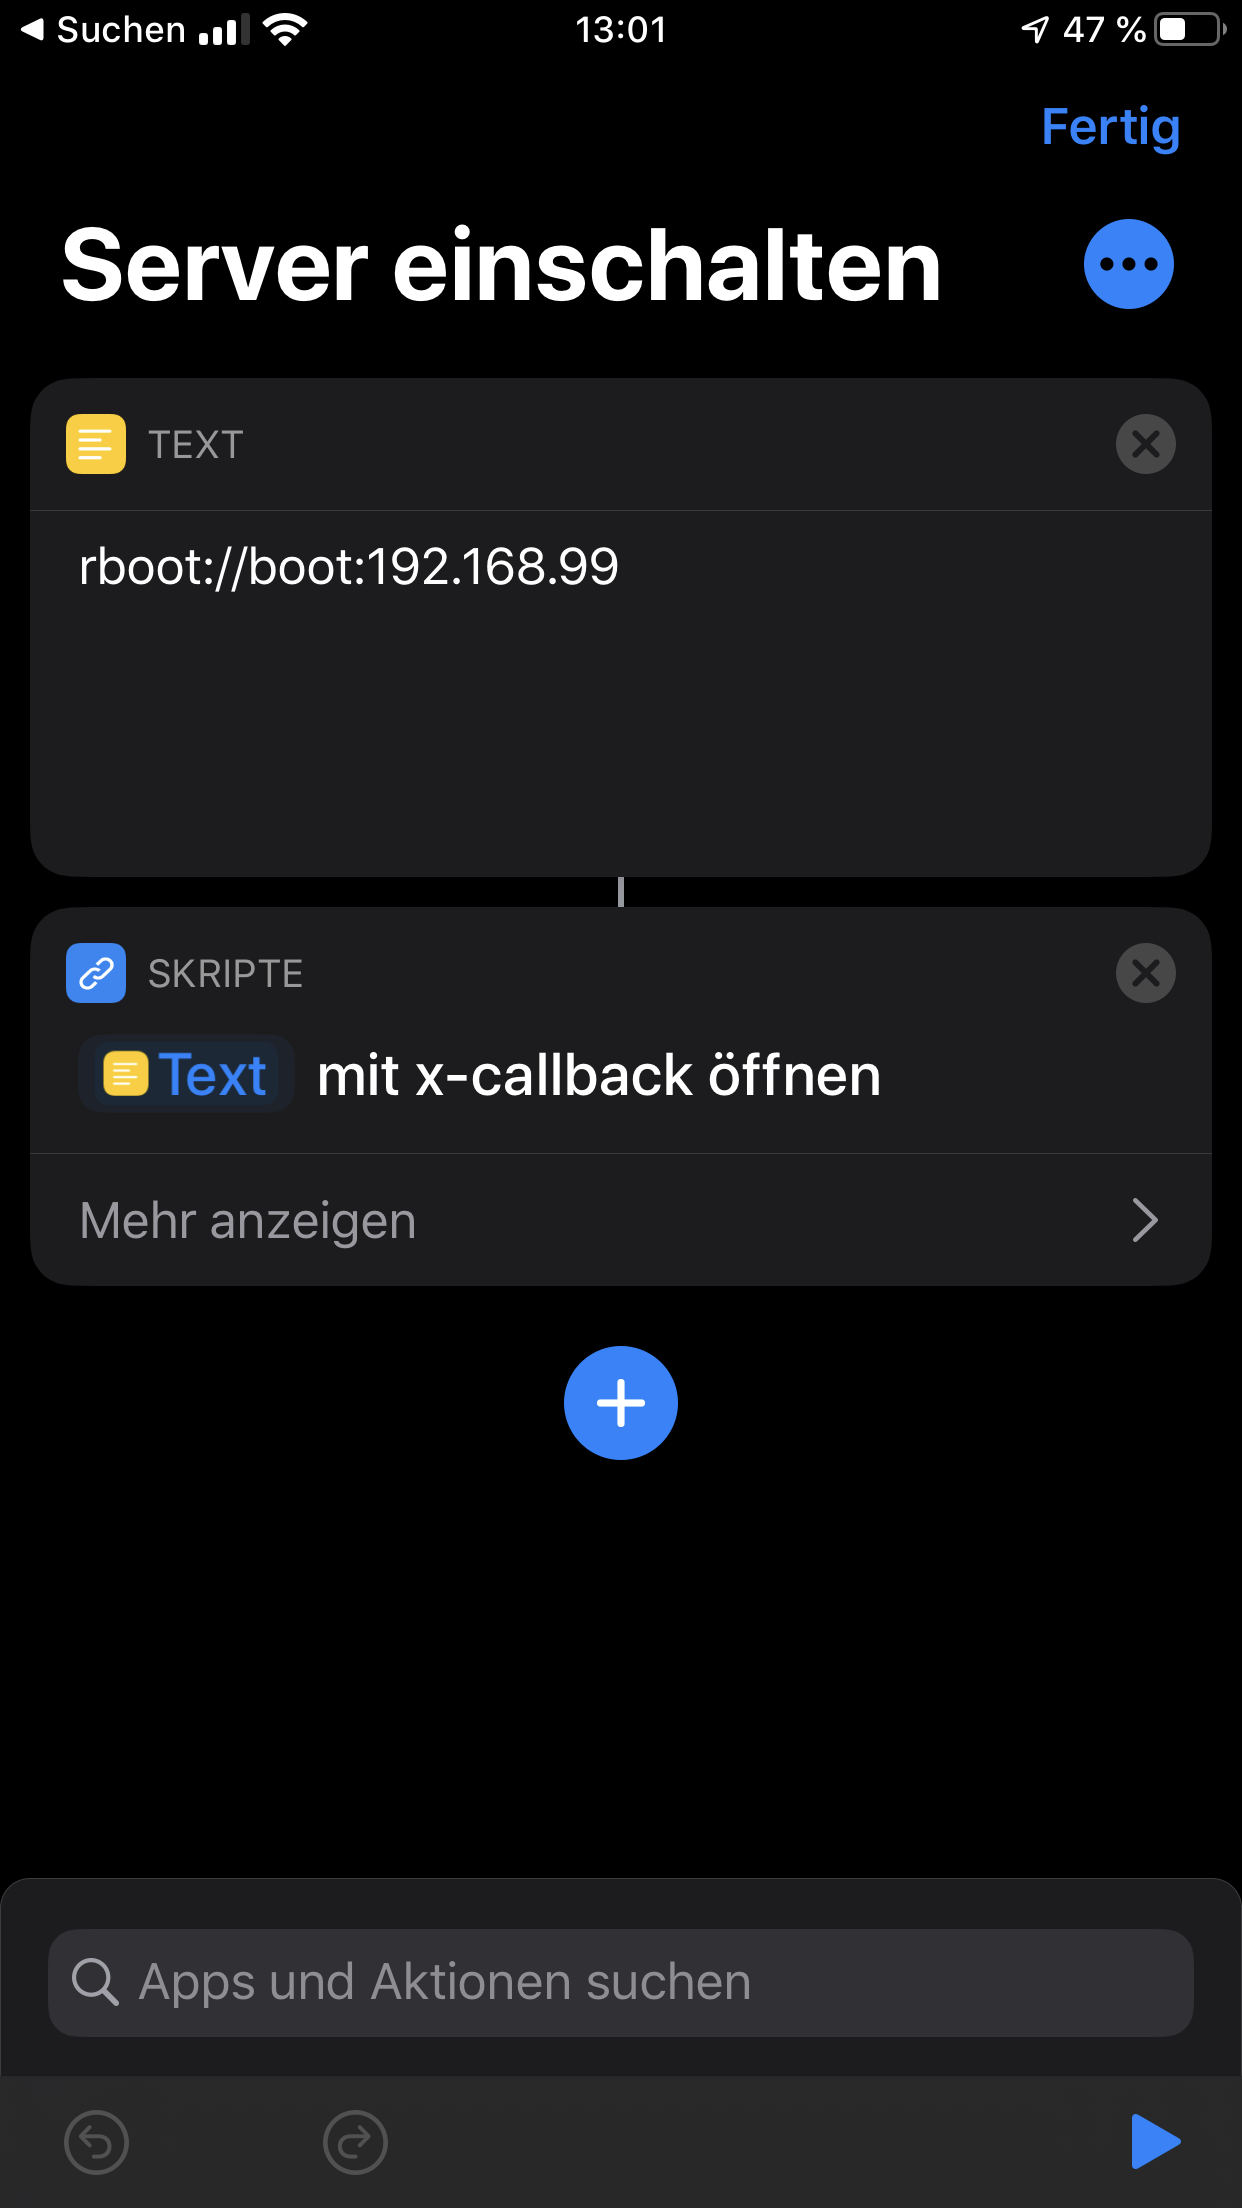 Suchen 13:01 47 %
Fertig
Server einschalten
TEXT
rboot://boot:192.168.99
SKRIPTE
Text mit x-callback öffnen
Mehr anzeigen
Apps und Aktionen suchen